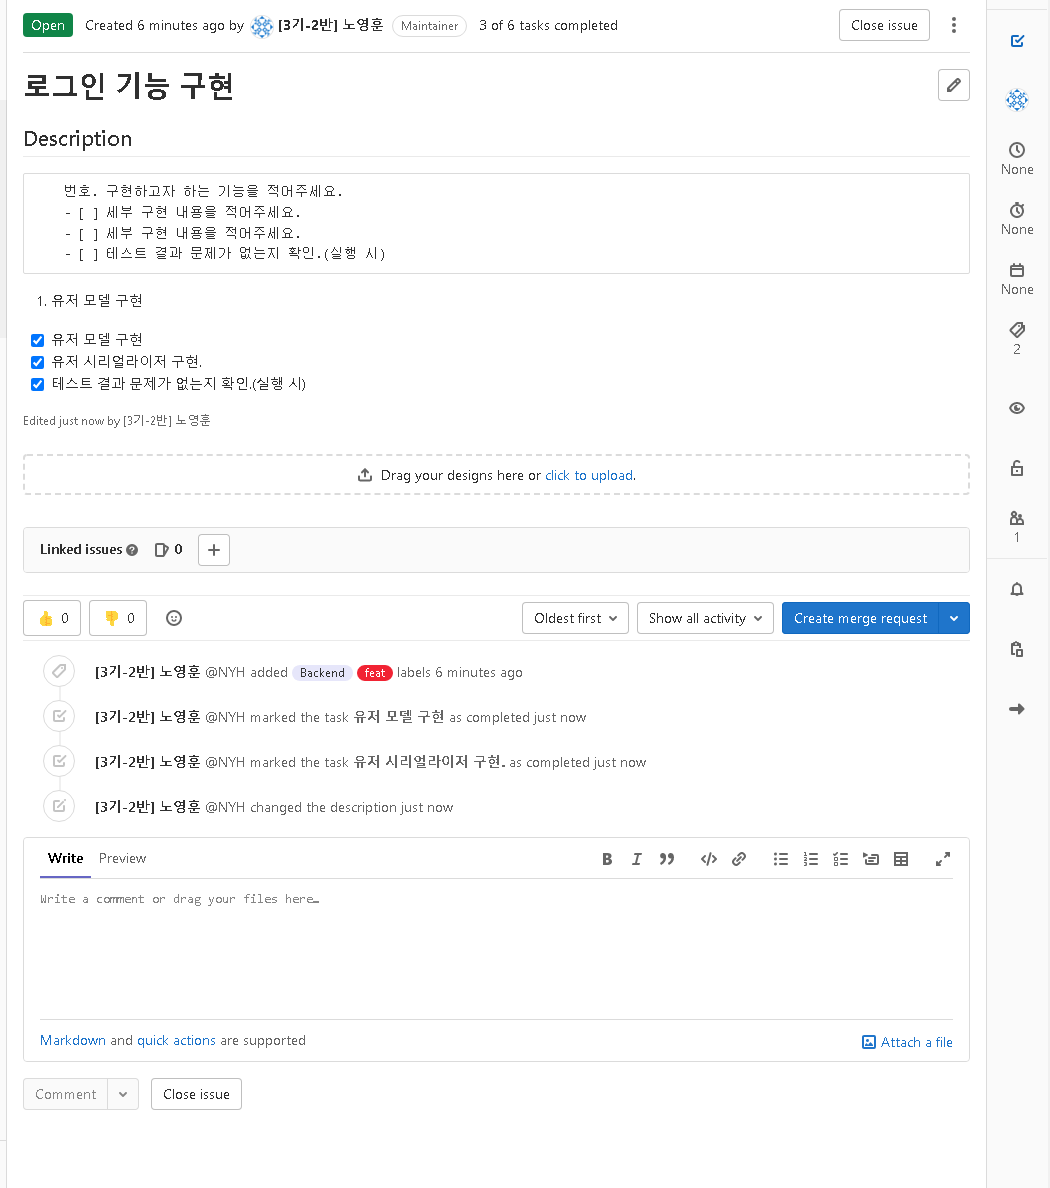 Open Created 6 minutes ago by [3기-2반] 노영훈 Maintainer 3 of 6 tasks completed Close issue
로그인 기능 구현
Description
번호. 구현하고자 하는 기능을 적어주세요.
- [ ] 세부 구현 내용을 적어주세요.
- [ ] 세부 구현 내용을 적어주세요.
- [ ] 테스트 결과 문제가 없는지 확인.(실행 시)
1. 유저 모델 구현
유저 모델 구현
유저 시리얼라이저 구현.
테스트 결과 문제가 없는지 확인.(실행 시)
Edited just now by [3기-2반] 노영훈
Drag your designs here or click to upload.
Linked issues 0
0 0 Oldest first Show all activity Create merge request
[3기-2반] 노영훈 @NYH added Backend feat labels 6 minutes ago
[3기-2반] 노영훈 @NYH marked the task 유저 모델 구현 as completed just now
[3기-2반] 노영훈 @NYH marked the task 유저 시리얼라이저 구현. as completed just now
[3기-2반] 노영훈 @NYH changed the description just now
Write Preview
Write a comment or drag your files here…
Markdown and quick actions are supported Attach a file
Comment Close issue
None
None
None
2
1